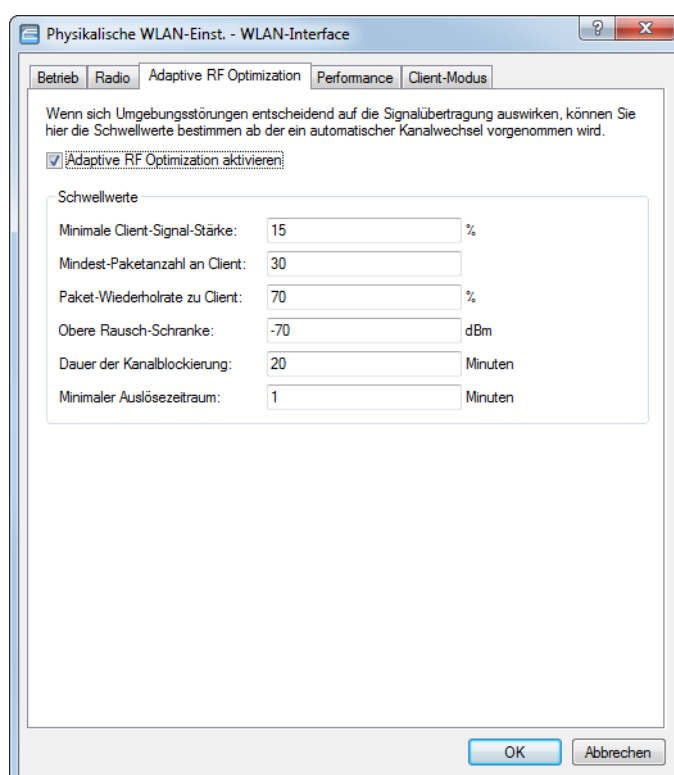 Physikalische WLAN-Einst. - WLAN-Interface
? x
Betrieb Radio Adaptive RF Optimization Performance Client-Modus
Wenn sich Umgebungsstörungen entscheidend auf die Signalübertragung auswirken, können Sie
hier die Schwellwerte bestimmen ab der ein automatischer Kanalwechsel vorgenommen wird.
Adaptive RF Optimization aktivieren
Schwellwerte
Minimale Client-Signal-Stärke: 15 %
Mindest-Paketanzahl an Client: 30
Paket-Wiederholrate zu Client: 70 %
Obere Rausch-Schranke: -70 dBm
Dauer der Kanalblockierung: 20 Minuten
Minimaler Auslösezeitraum: 1 Minuten
OK Abbrechen